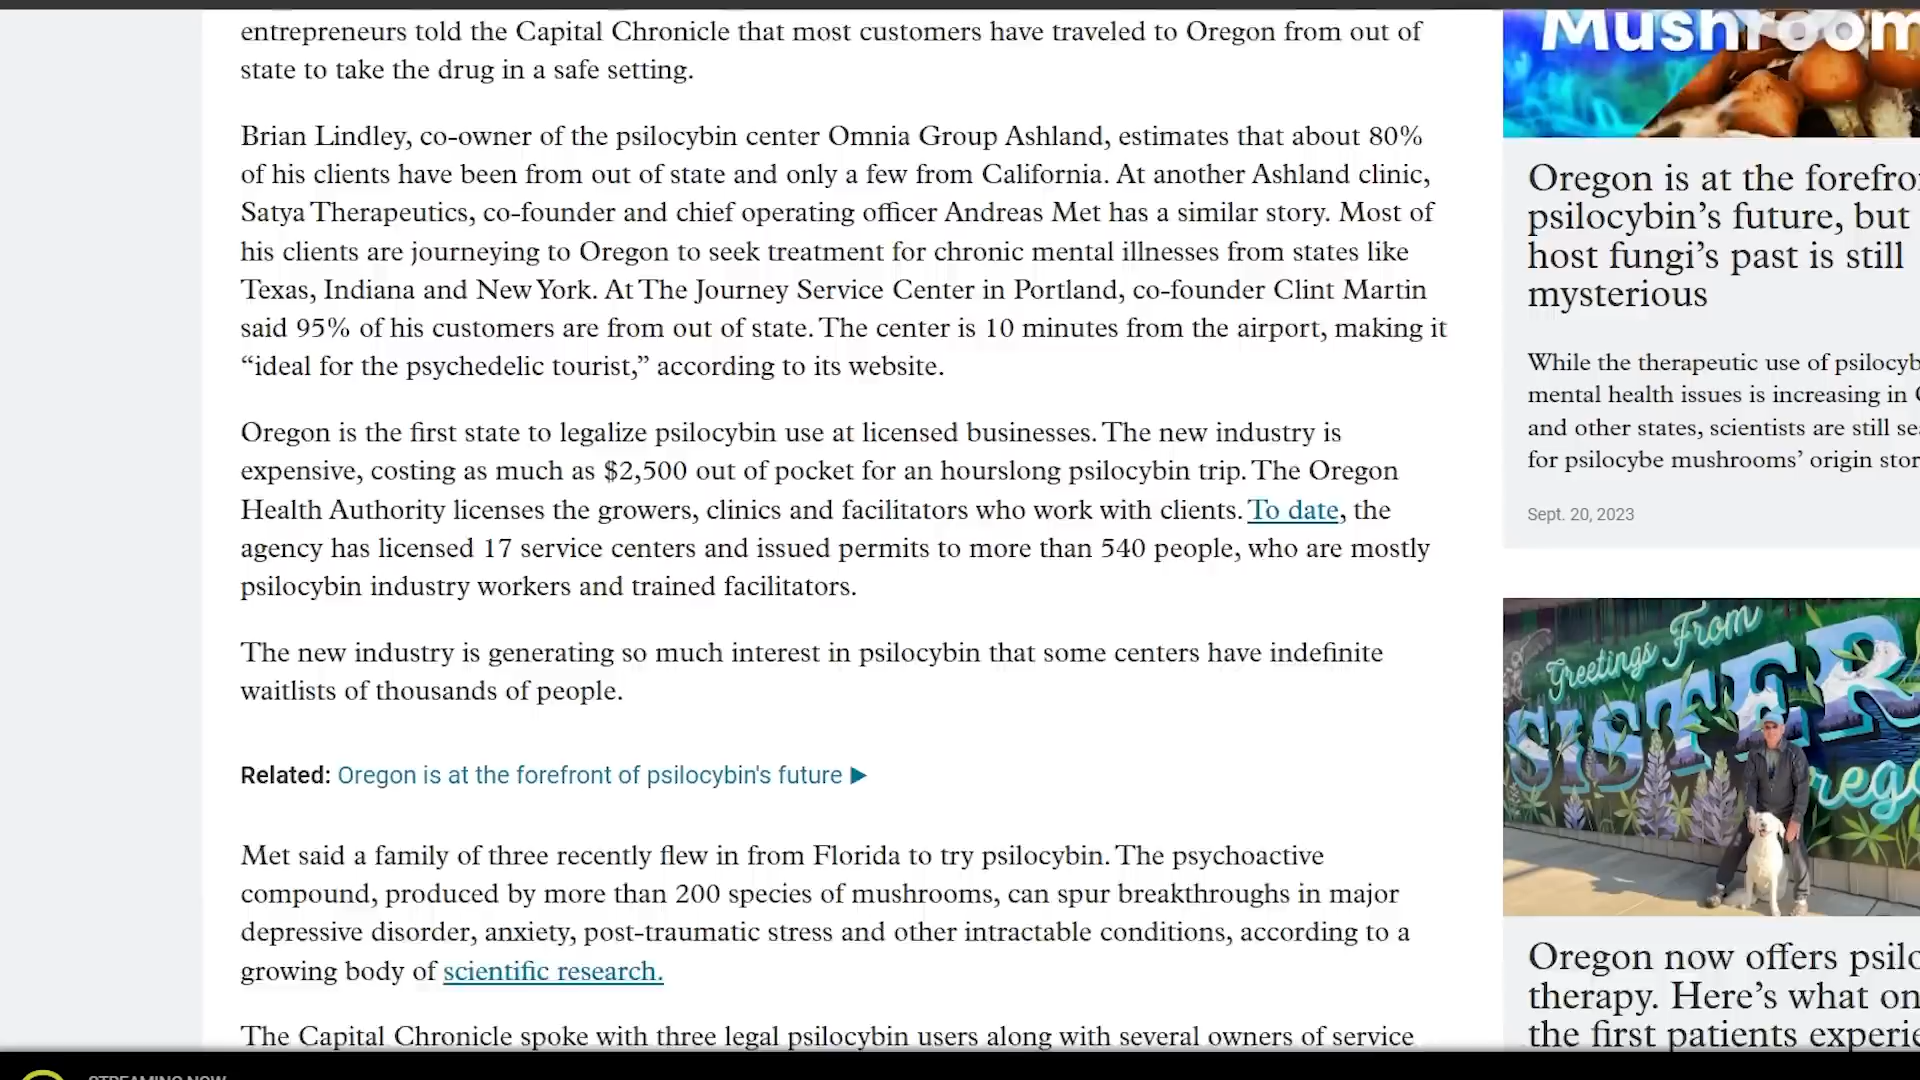 entrepreneurs told the Capital Chronicle that most customers have traveled to Oregon from out of
state to take the drug in a safe setting.
Brian Lindley, co-owner of the psilocybin center Omnia Group Ashland, estimates that about 80%
of his clients have been from out of state and only a few from California. At another Ashland clinic,
Satya Therapeutics, co-founder and chief operating officer Andreas Met has a similar story. Most of
his clients are journeying to Oregon to seek treatment for chronic mental illnesses from states like
Texas, Indiana and New York. At The Journey Service Center in Portland, co-founder Clint Martin
said 95% of his customers are from out of state. The center is 10 minutes from the airport, making it
“ideal for the psychedelic tourist,” according to its website.
Oregon is the first state to legalize psilocybin use at licensed businesses. The new industry is
expensive, costing as much as $2,500 out of pocket for an hourslong psilocybin trip. The Oregon
Health Authority licenses the growers, clinics and facilitators who work with clients. To date, the
agency has licensed 17 service centers and issued permits to more than 540 people, who are mostly
psilocybin industry workers and trained facilitators.
The new industry is generating so much interest in psilocybin that some centers have indefinite
waitlists of thousands of people.
Related: Oregon is at the forefront of psilocybin's future ▶
Met said a family of three recently flew in from Florida to try psilocybin. The psychoactive
compound, produced by more than 200 species of mushrooms, can spur breakthroughs in major
depressive disorder, anxiety, post-traumatic stress and other intractable conditions, according to a
growing body of scientific research.
The Capital Chronicle spoke with three legal psilocybin users along with several owners of service
Mushroom
Oregon is at the forefro
psilocybin’s future, but
host fungi’s past is still
mysterious
While the therapeutic use of psilocyb
mental health issues is increasing in
and other states, scientists are still se
for psilocybe mushrooms’ origin stor
Sept. 20, 2023
Greetings From
SISTER
Oreg
Oregon now offers psilo
therapy. Here’s what on
the first patients experie
STREAMING NOW